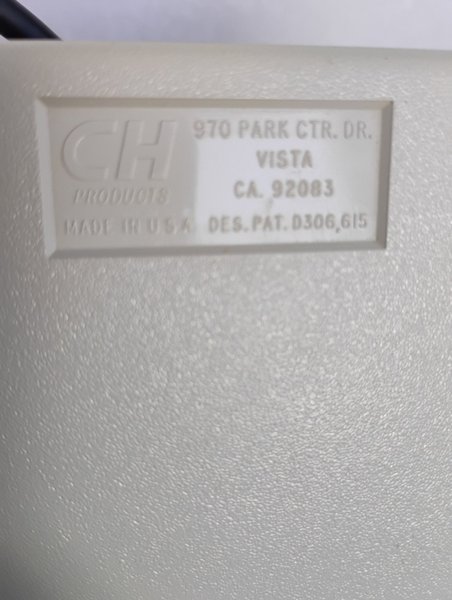 CH
PRODUCTS
MADE IN U.S.A.
970 PARK CTR. DR.
VISTA
CA. 92083
DES.PAT.D306,615